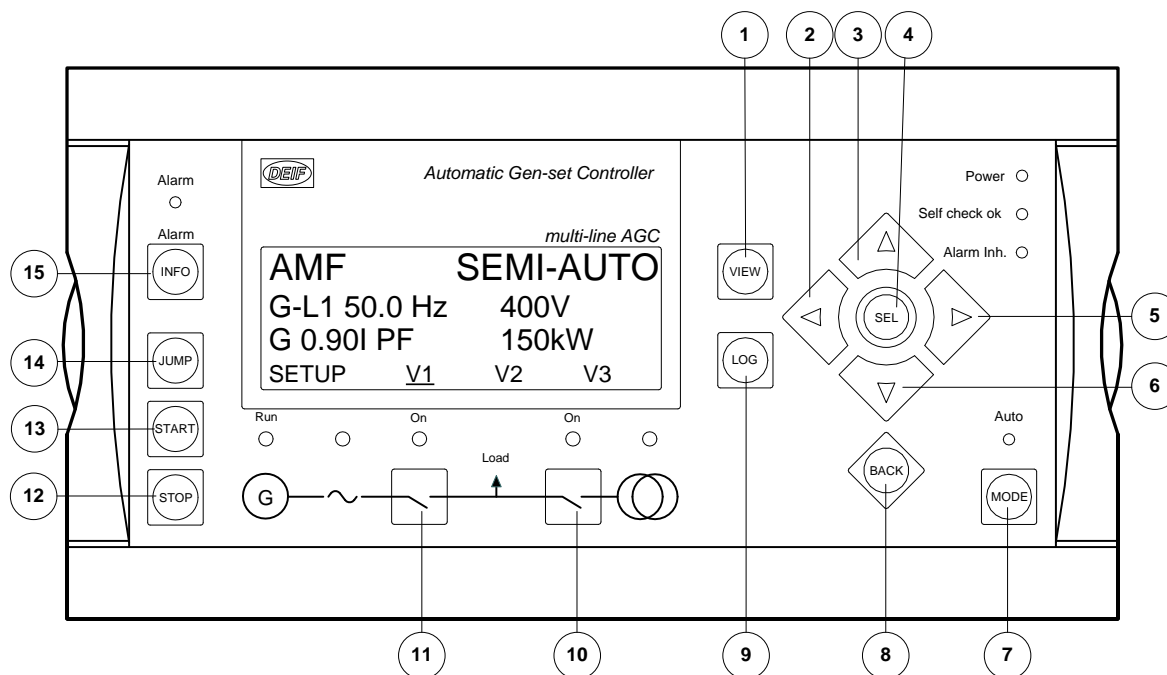 1 2 3 4
DEIF
Automatic Gen-set Controller
multi-line AGC
Alarm
Alarm
INFO
15
JUMP
14
START
13
STOP
12
AMF SEMI-AUTO
G-L1 50.0 Hz 400V
G 0.90I PF 150kW
SETUP V1 V2 V3
Run On On
Load
G
11 10
VIEW
LOG
9
SEL
Power
Self check ok
Alarm Inh.
5
6
BACK
8
Auto
MODE
7